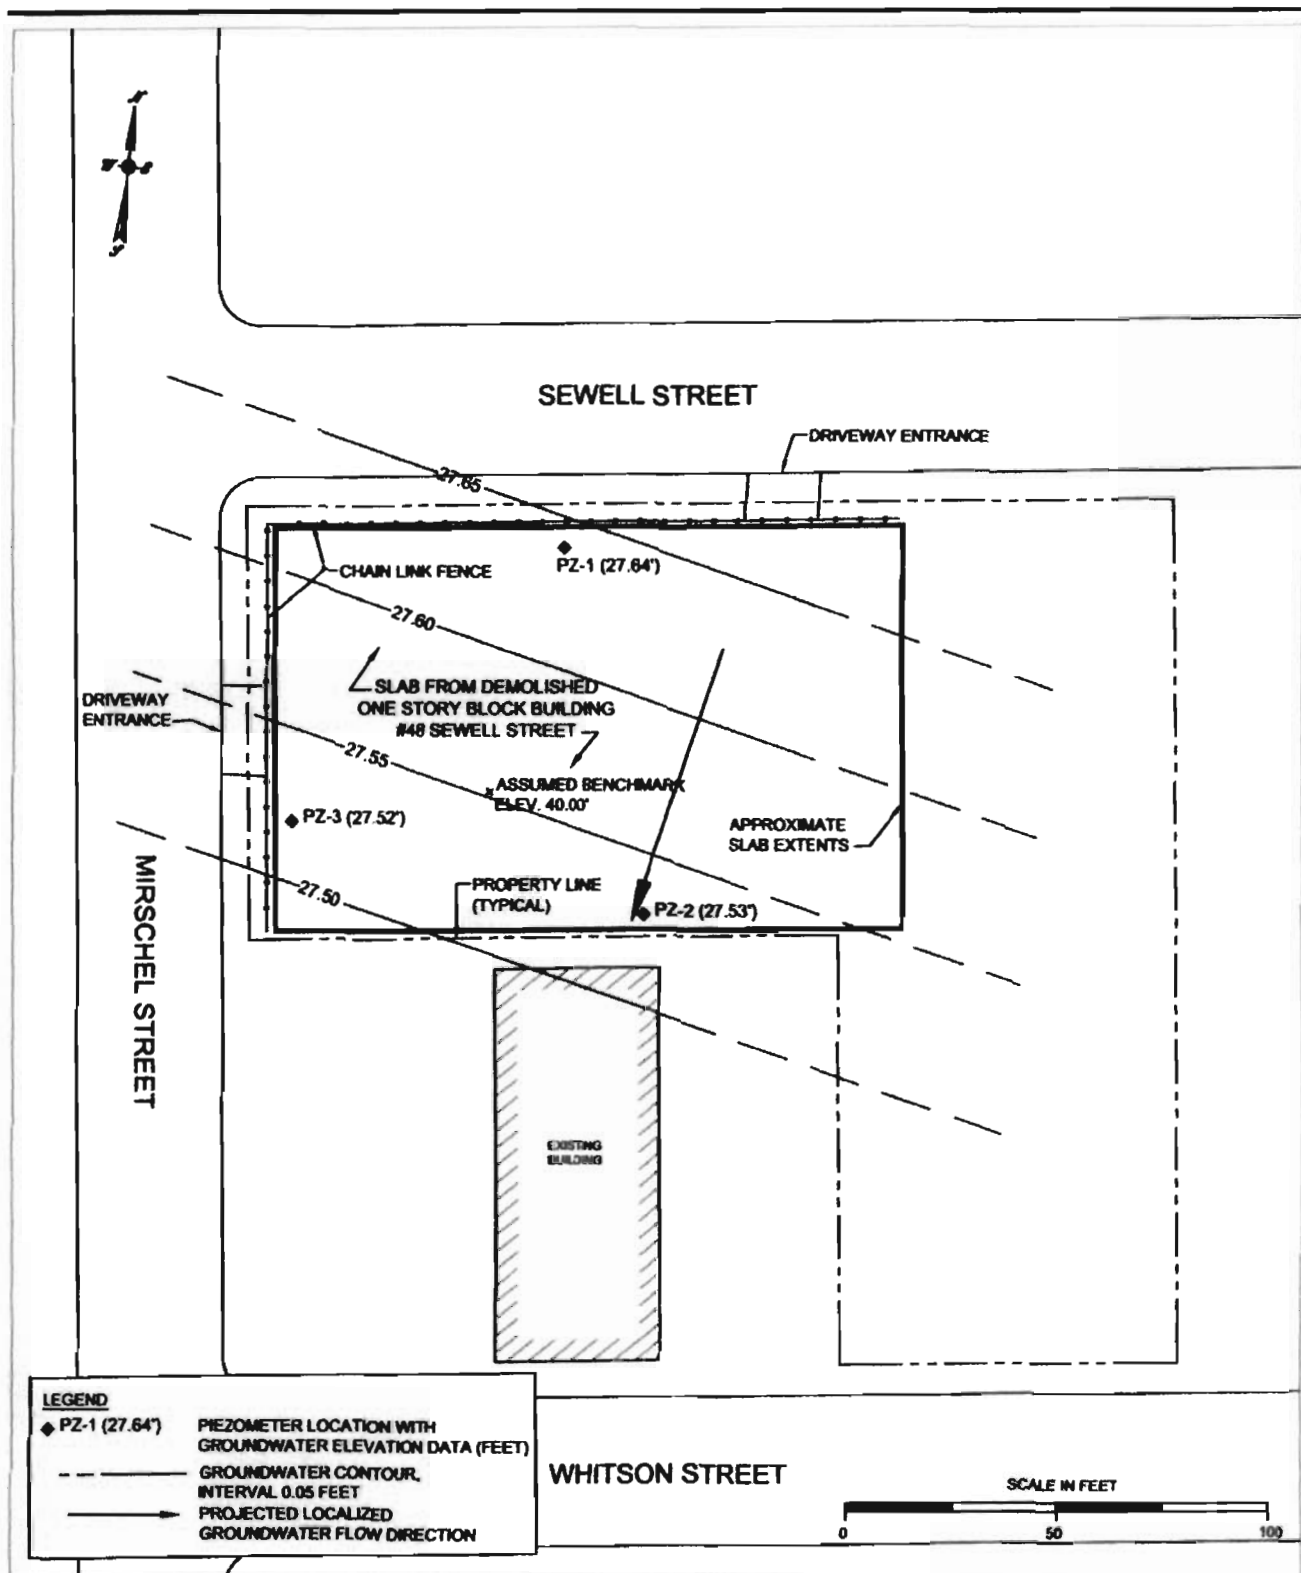 N
W
S
SEWELL STREET
DRIVEWAY ENTRANCE
27.65
PZ-1 (27.64')
CHAIN LINK FENCE
27.60
SLAB FROM DEMOLISHED
ONE STORY BLOCK BUILDING
#48 SEWELL STREET
DRIVEWAY
ENTRANCE
27.55
ASSUMED BENCHMARK
ELEV. 40.00'
PZ-3 (27.52')
APPROXIMATE
SLAB EXTENTS
27.50
PROPERTY LINE
(TYPICAL)
PZ-2 (27.53')
MIRSCHEL STREET
EXISTING
BUILDING
LEGEND
PZ-1 (27.64') PIEZOMETER LOCATION WITH
GROUNDWATER ELEVATION DATA (FEET)
GROUNDWATER CONTOUR,
INTERVAL 0.05 FEET
PROJECTED LOCALIZED
GROUNDWATER FLOW DIRECTION
WHITSON STREET
SCALE IN FEET
0 50 100